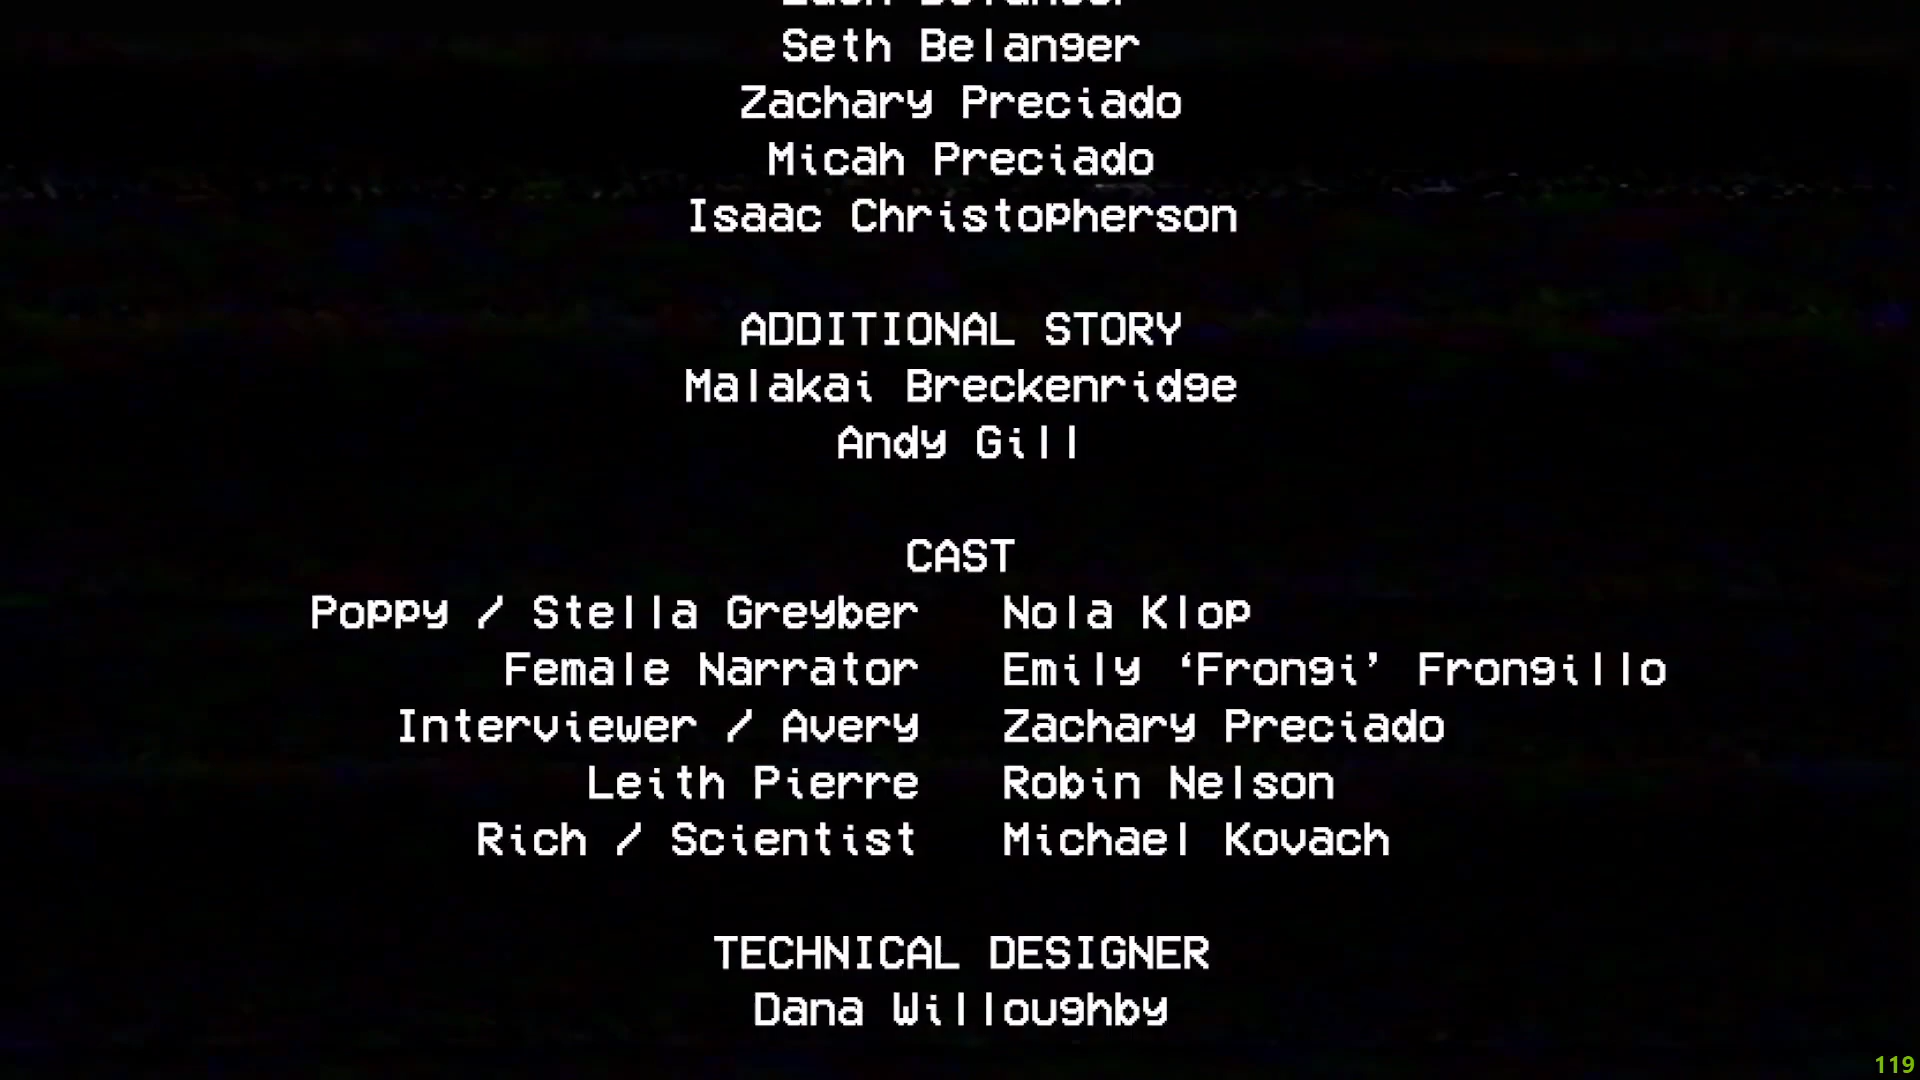 Belanger
Seth Belanger
Zachary Preciado
Micah Preciado
Isaac Christopherson
ADDITIONAL STORY
Malakai Breckenridge
Andy Gill
CAST
Poppy / Stella Greyber Nola Klop
Female Narrator Emily ‘Frongi’ Frongillo
Interviewer / Avery Zachary Preciado
Leith Pierre Robin Nelson
Rich / Scientist Michael Kovach
TECHNICAL DESIGNER
Dana Willoughby
119